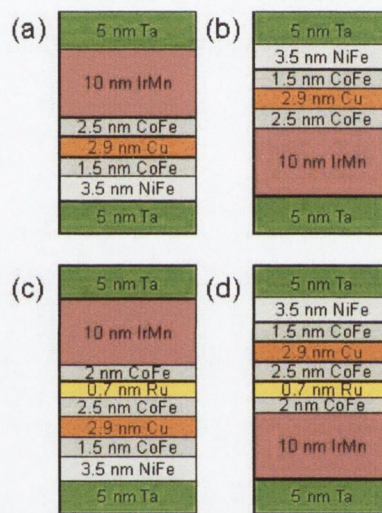 (a)
5 nm Ta
10 nm IrMn
2.5 nm CoFe
2.9 nm Cu
1.5 nm CoFe
3.5 nm NiFe
5 nm Ta
(b)
5 nm Ta
3.5 nm NiFe
1.5 nm CoFe
2.9 nm Cu
2.5 nm CoFe
10 nm IrMn
5 nm Ta
(c)
5 nm Ta
10 nm IrMn
2 nm CoFe
0.7 nm Ru
2.5 nm CoFe
2.9 nm Cu
1.5 nm CoFe
3.5 nm NiFe
5 nm Ta
(d)
5 nm Ta
3.5 nm NiFe
1.5 nm CoFe
2.9 nm Cu
2.5 nm CoFe
0.7 nm Ru
2 nm CoFe
10 nm IrMn
5 nm Ta